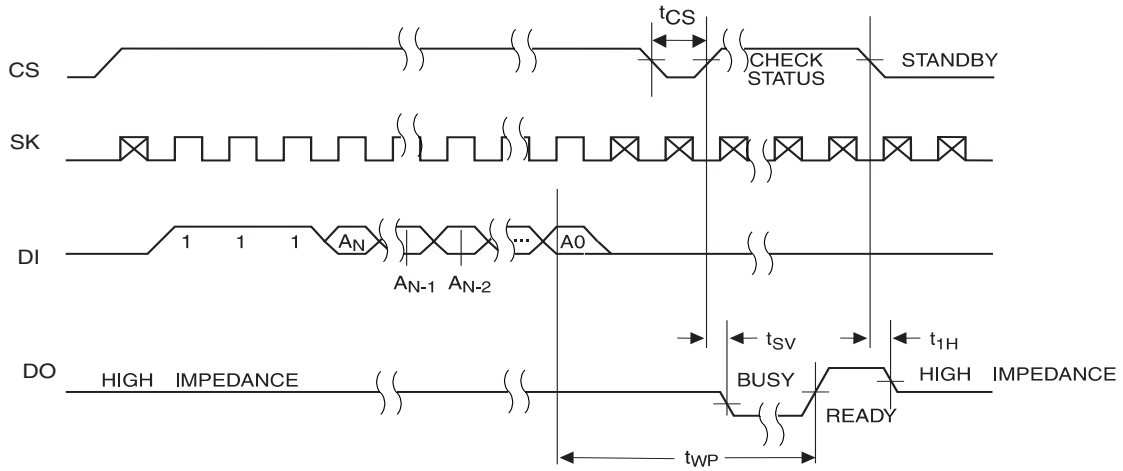 tCS
CS
CHECK
STATUS
STANDBY
SK
DI
1 1 1 AN ... A0
AN-1 AN-2
tSV
t1H
DO
HIGH IMPEDANCE
BUSY
HIGH IMPEDANCE
READY
tWP